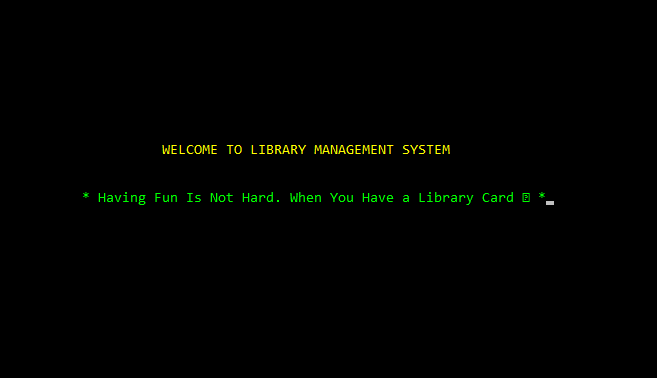 WELCOME TO LIBRARY MANAGEMENT SYSTEM
* Having Fun Is Not Hard. When You Have a Library Card ⍰ *